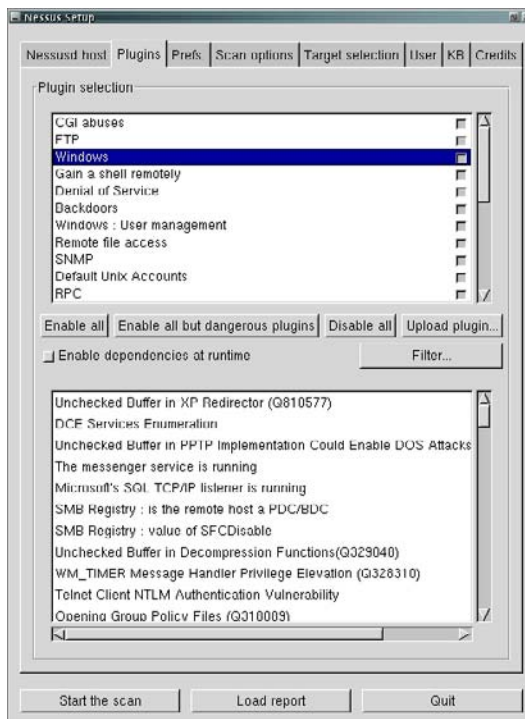 Nessus Setup
Nessusd host Plugins Prefs Scan options Target selection User KB Credits
Plugin selection
CGI abuses
FTP
Windows
Gain a shell remotely
Denial of Service
Backdoors
Windows : User management
Remote file access
SNMP
Default Unix Accounts
RPC
Enable all Enable all but dangerous plugins Disable all Upload plugin...
Enable dependencies at runtime Filter...
Unchecked Buffer in XP Redirector (Q810577)
DCE Services Enumeration
Unchecked Buffer in PPTP Implementation Could Enable DOS Attacks
The messenger service is running
Microsoft's SQL TCP/IP listener is running
SMB Registry : is the remote host a PDC/BDC
SMB Registry : value of SFCDisable
Unchecked Buffer in Decompression Functions(Q329048)
WM_TIMER Message Handler Privilege Elevation (Q328310)
Telnet Client NTLM Authentication Vulnerability
Opening Group Policy Files (Q318089)
Start the scan Load report Quit